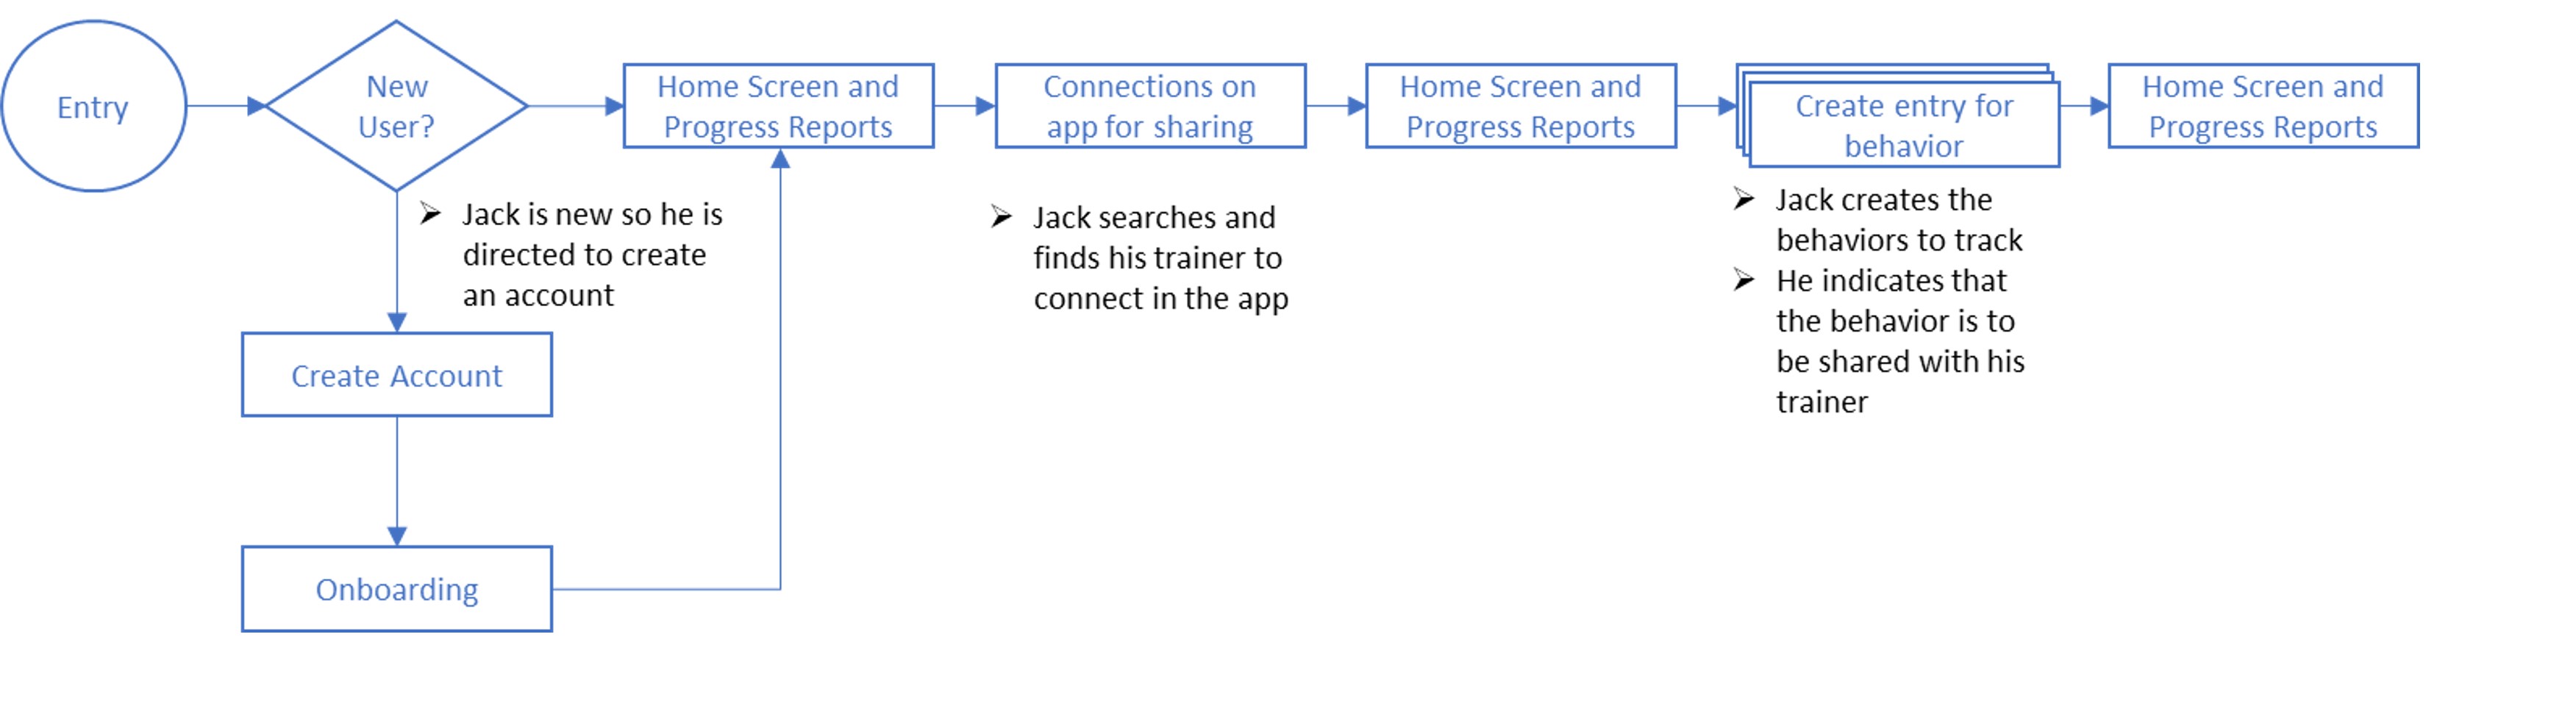 Entry
New
User?
Home Screen and
Progress Reports
Connections on
app for sharing
Home Screen and
Progress Reports
Create entry for
behavior
Home Screen and
Progress Reports
➢ Jack is new so he is
directed to create
an account
➢ Jack searches and
finds his trainer to
connect in the app
➢ Jack creates the
behaviors to track
➢ He indicates that
the behavior is to
be shared with his
trainer
Create Account
Onboarding